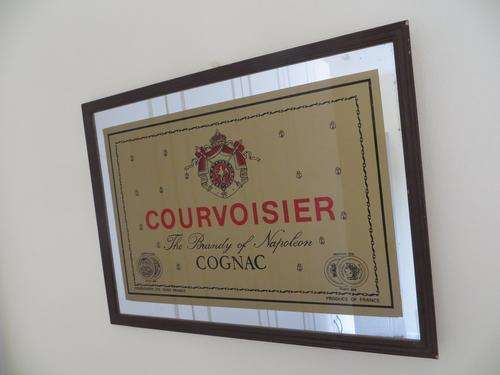 COURVOISIER
The Brandy of Napoleon
COGNAC
PRODUCE OF FRANCE